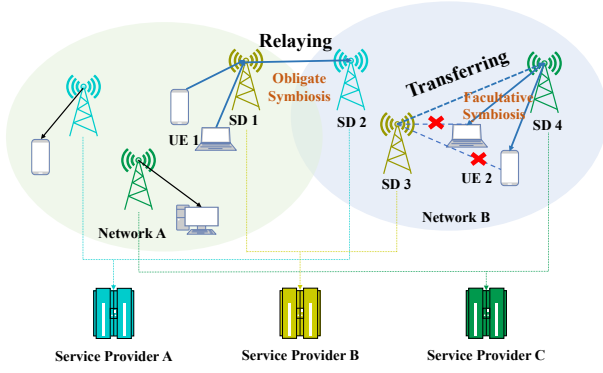 Relaying
Obligate
Symbiosis
Transferring
Facultative
Symbiosis
UE 1
SD 1
SD 2
SD 4
UE 2
SD 3
Network A
Network B
Service Provider A
Service Provider B
Service Provider C